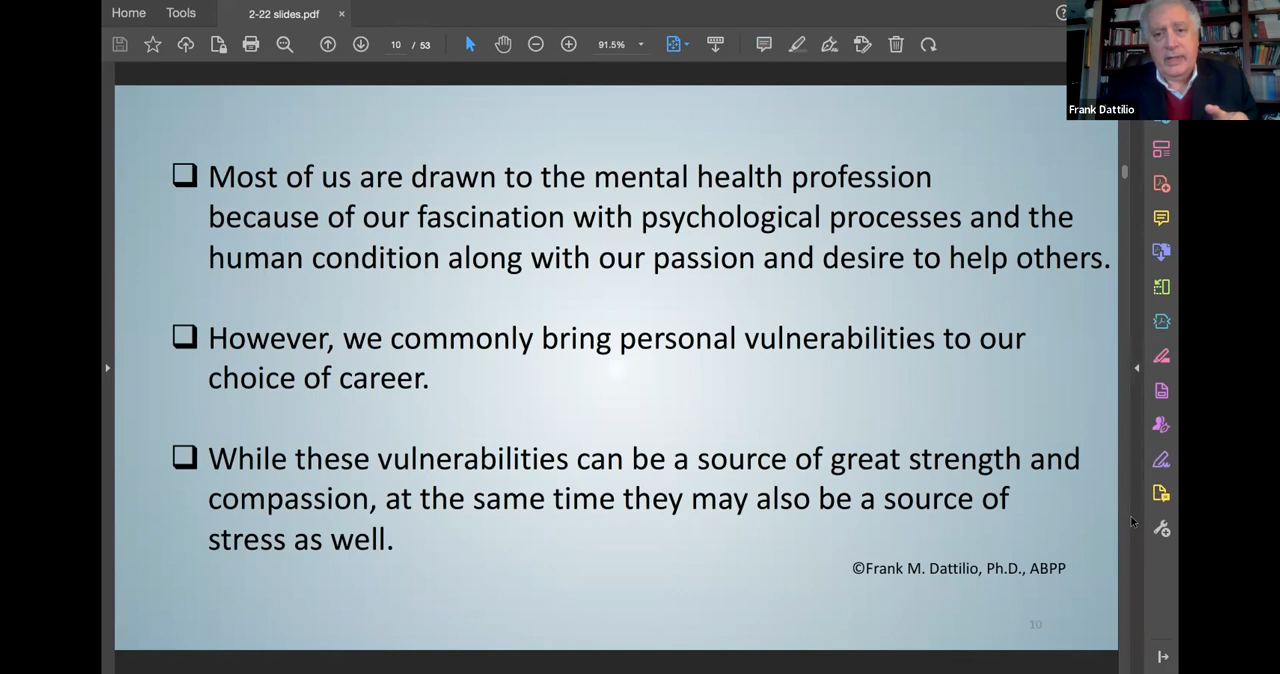 Home Tools 2-22 slides.pdf ×
10 / 53 91.5%
Frank Dattilio
❑ Most of us are drawn to the mental health profession
because of our fascination with psychological processes and the
human condition along with our passion and desire to help others.
❑ However, we commonly bring personal vulnerabilities to our
choice of career.
❑ While these vulnerabilities can be a source of great strength and
compassion, at the same time they may also be a source of
stress as well.
©Frank M. Dattilio, Ph.D., ABPP
10